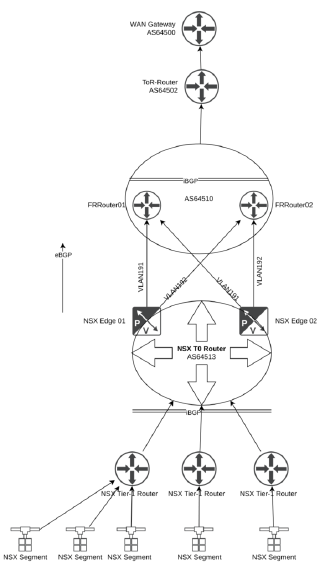 WAN Gateway
AS64500
ToR-Router
AS64502
iBGP
AS64510
FRRouter01
FRRouter02
eBGP
VLAN191
VLAN192
VLAN191
VLAN192
NSX Edge 01
P
V
P
V
NSX Edge 02
NSX T0 Router
AS64513
iBGP
NSX Tier-1 Router
NSX Tier-1 Router
NSX Tier-1 Router
NSX Segment
NSX Segment
NSX Segment
NSX Segment
NSX Segment